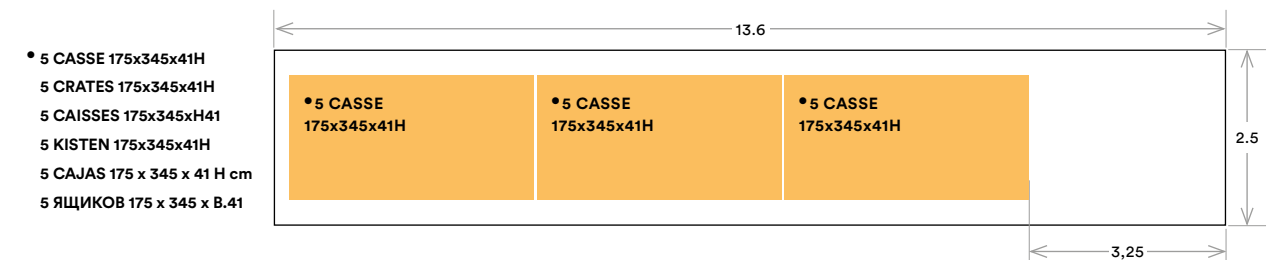 13.6
• 5 CASSE 175x345x41H
5 CRATES 175x345x41H
5 CAISSES 175x345xH41
5 KISTEN 175x345x41H
5 CAJAS 175 x 345 x 41 H cm
5 ЯЩИКОВ 175 x 345 x В.41
•5 CASSE
175x345x41H
•5 CASSE
175x345x41H
•5 CASSE
175x345x41H
2.5
3,25